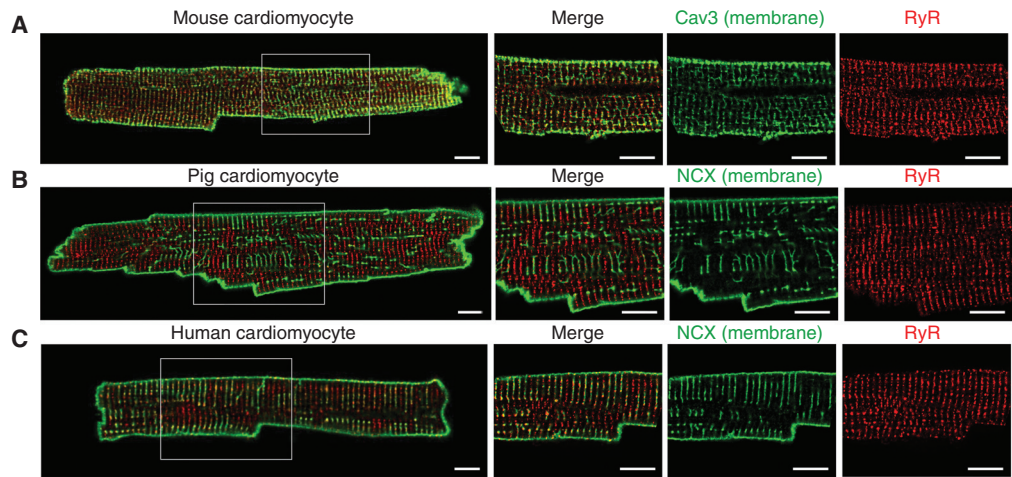 A
Mouse cardiomyocyte
Merge
Cav3 (membrane)
RyR
B
Pig cardiomyocyte
Merge
NCX (membrane)
RyR
C
Human cardiomyocyte
Merge
NCX (membrane)
RyR